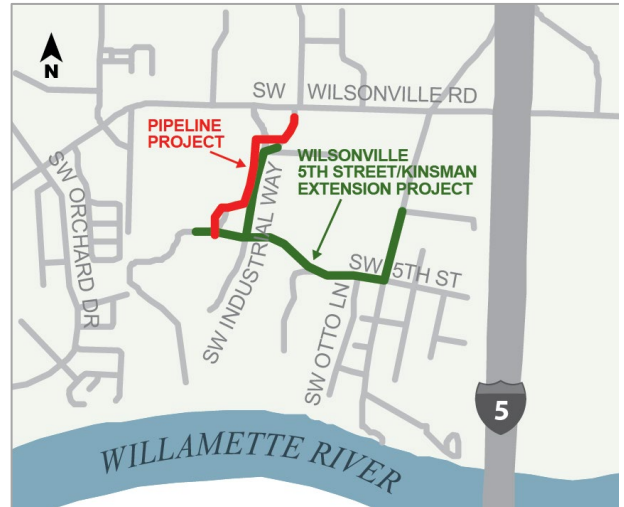 N
SW WILSONVILLE RD
PIPELINE
PROJECT
WILSONVILLE
5TH STREET/KINSMAN
EXTENSION PROJECT
SW ORCHARD DR
SW INDUSTRIAL WAY
SW 5TH ST
SW OTTO LN
5
WILLAMETTE RIVER